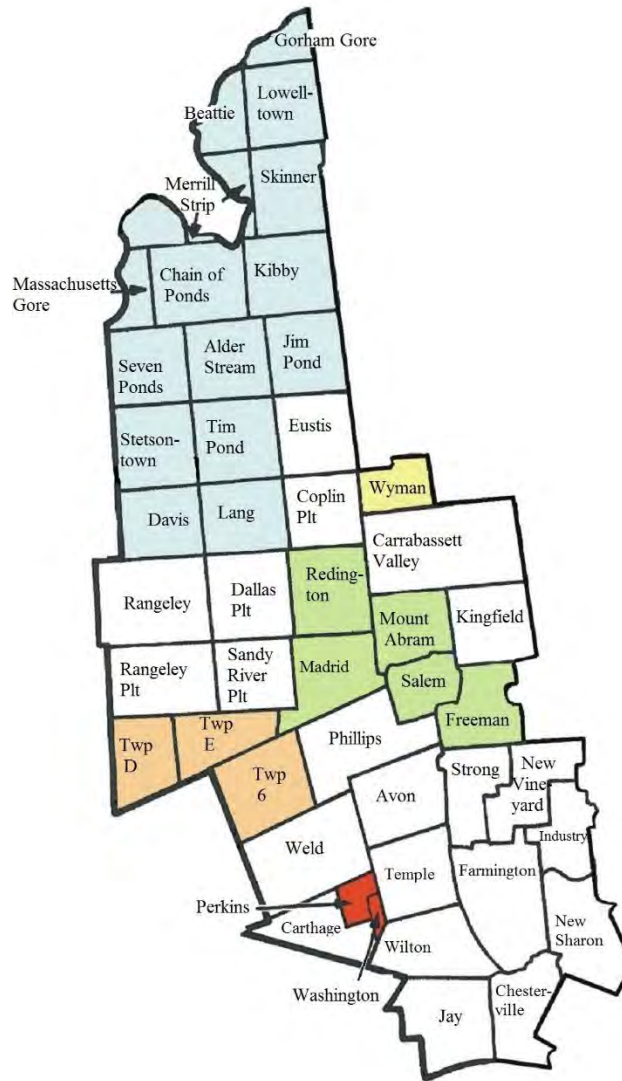 Gorham Gore
Lowell-
town
Beattie
Skinner
Merrill
Strip
Massachusetts
Gore
Chain of
Ponds
Kibby
Seven
Ponds
Alder
Stream
Jim
Pond
Stetson-
town
Tim
Pond
Eustis
Davis
Lang
Coplin
Plt
Wyman
Carrabassett
Valley
Rangeley
Dallas
Plt
Reding-
ton
Mount
Abram
Kingfield
Rangeley
Plt
Sandy
River
Plt
Madrid
Salem
Freeman
Twp
D
Twp
E
Twp
6
Phillips
Strong
New
Vine-
yard
Avon
Industry
Weld
Temple
Farmington
Perkins
Carthage
Wilton
New
Sharon
Washington
Jay
Chester-
ville